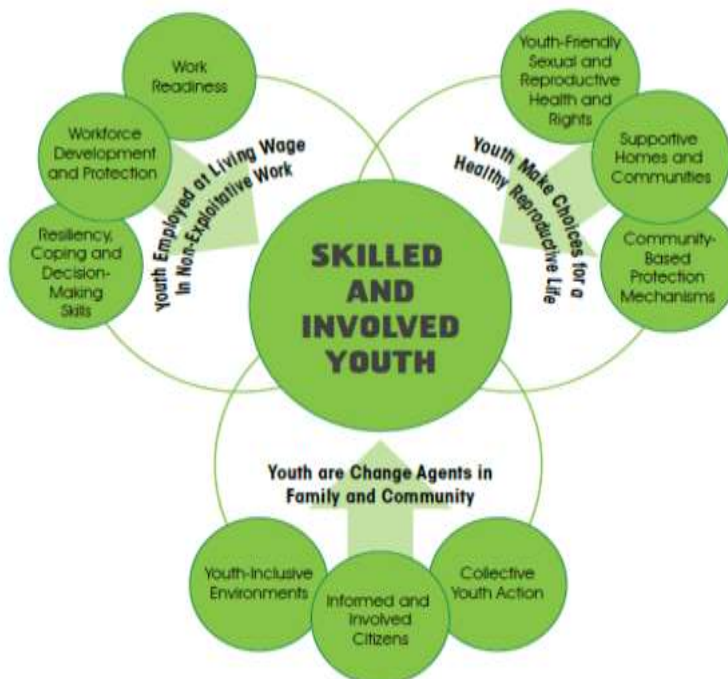 Work
Readiness
Workforce
Development
and Protection
Resiliency,
Coping and
Decision-
Making
Skills
Youth Employed at Living Wage
In Non-Exploitative Work
Youth-Friendly
Sexual and
Reproductive
Health and
Rights
Supportive
Homes and
Communities
Community-
Based
Protection
Mechanisms
Youth Make Choices for a
Healthy Reproductive Life
SKILLED
AND
INVOLVED
YOUTH
Youth are Change Agents in
Family and Community
Youth-Inclusive
Environments
Informed and
Involved
Citizens
Collective
Youth Action